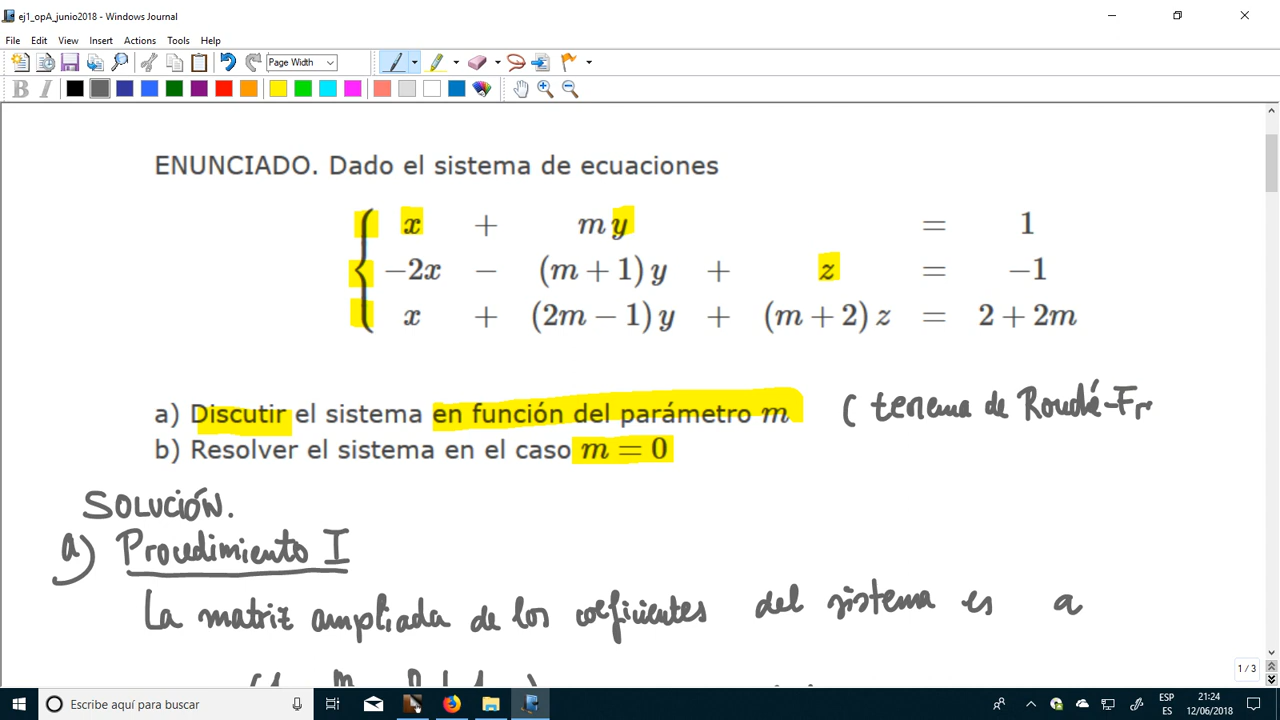 ej1_opA_junio2018 - Windows Journal
File Edit View Insert Actions Tools Help
Page Width
B I
ENUNCIADO. Dado el sistema de ecuaciones
x + m y = 1
−2x − (m + 1) y + z = −1
x + (2m − 1) y + (m + 2) z = 2 + 2m
a) Discutir el sistema en función del parámetro m ( teorema de Rouché-Fr
b) Resolver el sistema en el caso m = 0
SOLUCIÓN.
a) Procedimiento I
La matriz ampliada de los coeficientes del sistema es a
1 / 3
Escribe aquí para buscar
ESP 21:24
ES 12/06/2018